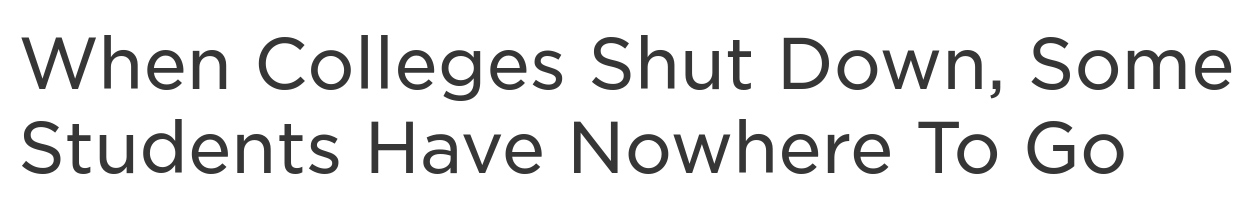 When Colleges Shut Down, Some
Students Have Nowhere To Go